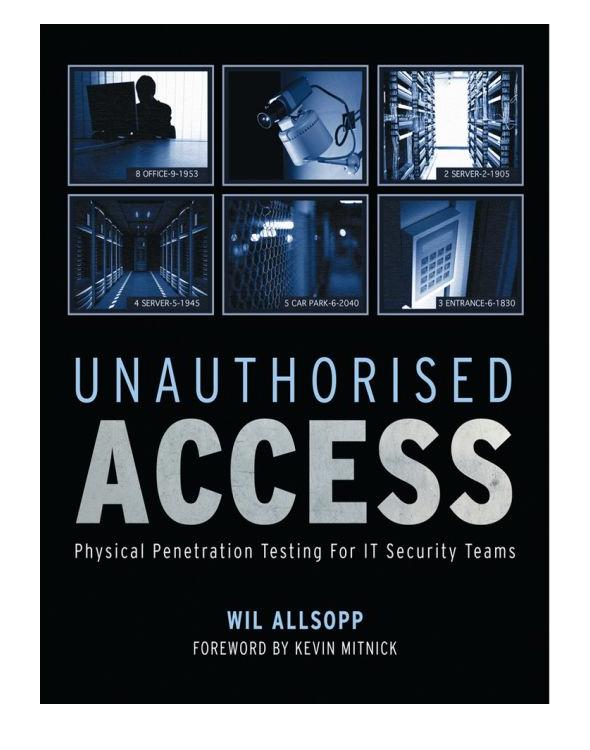 8 OFFICE-9-1953
2 SERVER-2-1905
4 SERVER-5-1945
5 CAR PARK-6-2040
3 ENTRANCE-6-1830
UNAUTHORISED
ACCESS
Physical Penetration Testing For IT Security Teams
WIL ALLSOPP
FOREWORD BY KEVIN MITNICK